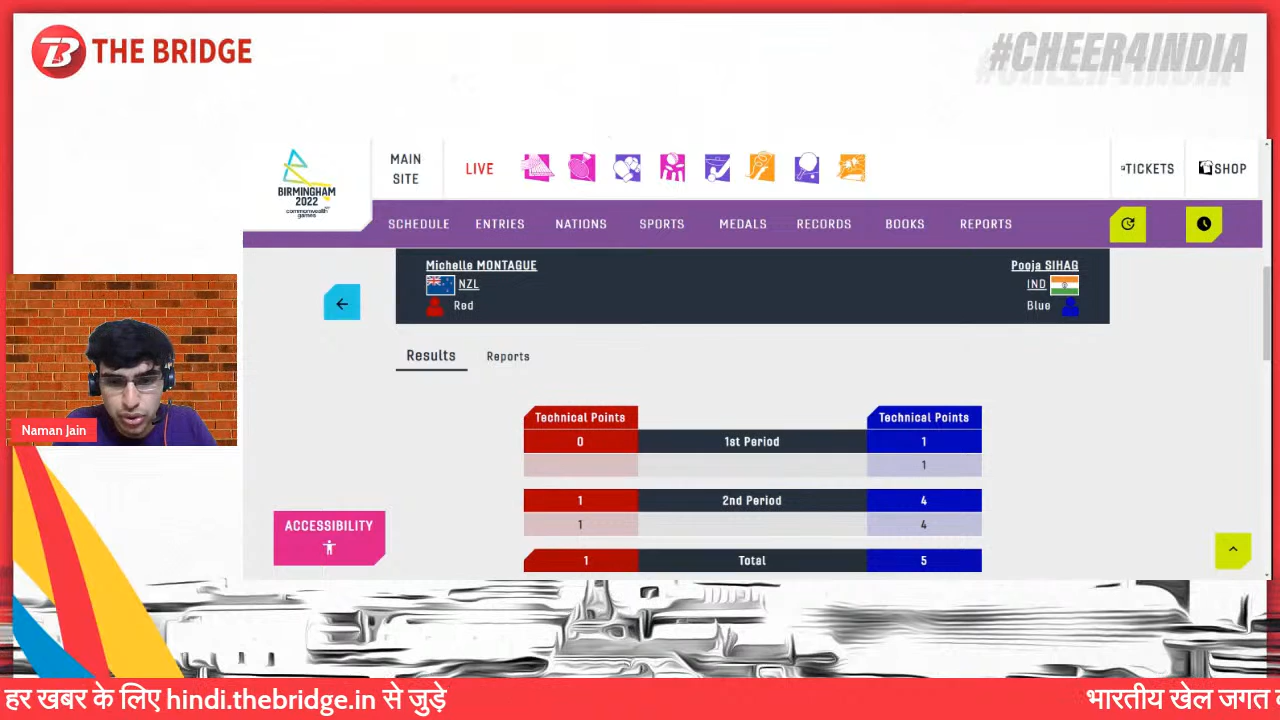 THE BRIDGE
#CHEER4INDIA
BIRMINGHAM
2022
commonwealth
games
MAIN
SITE
LIVE
TICKETS
SHOP
SCHEDULE
ENTRIES
NATIONS
SPORTS
MEDALS
RECORDS
BOOKS
REPORTS
Michelle MONTAGUE
NZL
Red
Pooja SIHAG
IND
Blue
Results
Reports
Technical Points
Technical Points
0 1st Period 1
1
1 2nd Period 4
1 4
1 Total 5
Naman Jain
ACCESSIBILITY
हर खबर के लिए hindi.thebridge.in से जुड़े
भारतीय खेल जगत